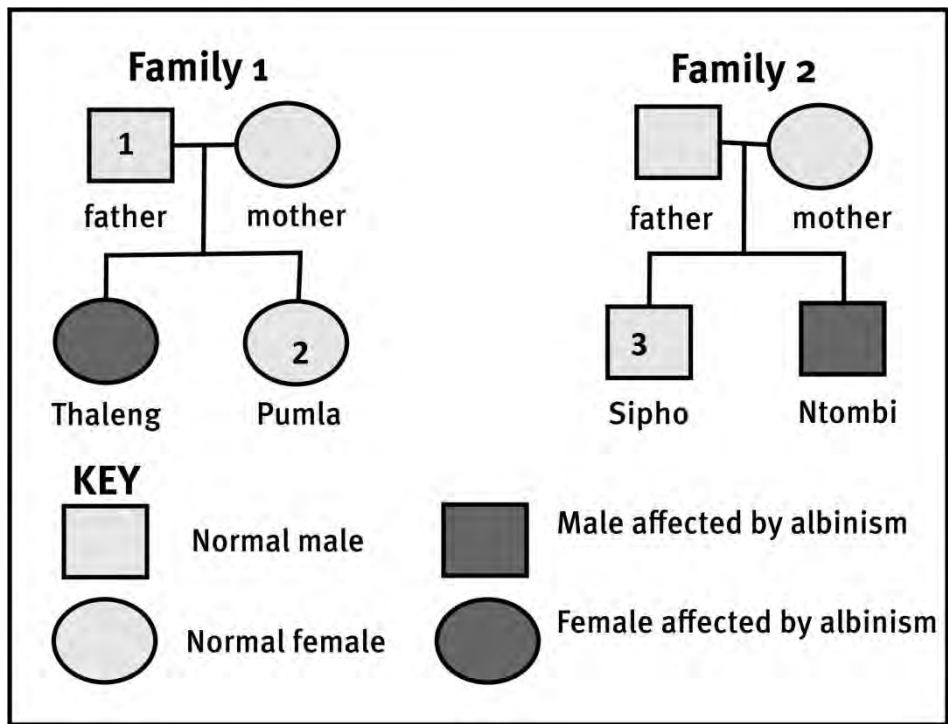 Family 1
Family 2
1
father
mother
father
mother
2
3
Thaleng
Pumla
Sipho
Ntombi
KEY
Normal male
Male affected by albinism
Normal female
Female affected by albinism